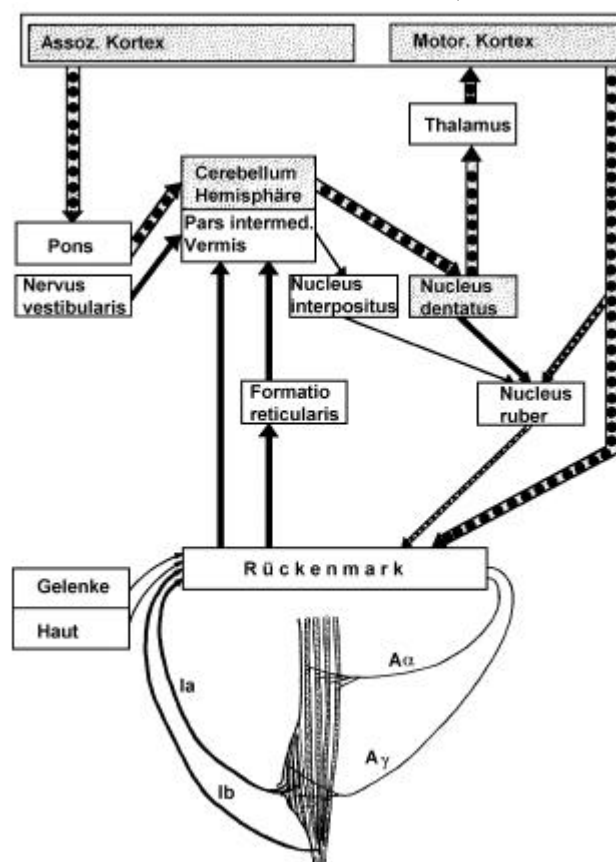 Assoz. Kortex
Motor. Kortex
Thalamus
Cerebellum
Hemisphäre
Pars intermed.
Vermis
Pons
Nervus
vestibularis
Nucleus
interpositus
Nucleus
dentatus
Formatio
reticularis
Nucleus
ruber
Rückenmark
Gelenke
Haut
Ia
Ib
Aα
Aγ